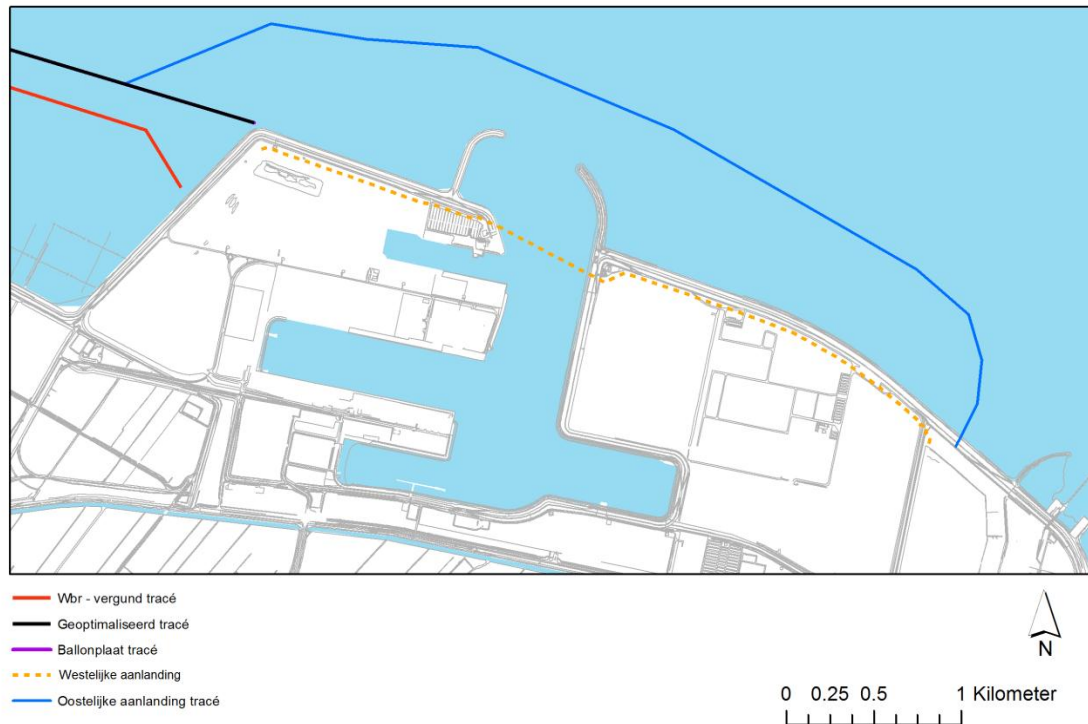 Wbr - vergund tracé
Geoptimaliseerd tracé
Ballonplaat tracé
Westelijke aanlanding
Oostelijke aanlanding tracé
N
0 0.25 0.5 1 Kilometer